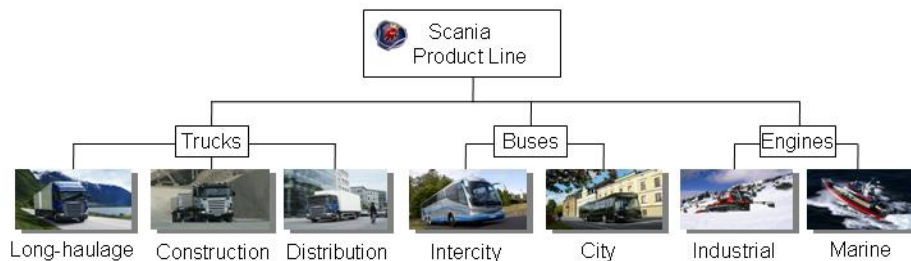 Scania
Product Line
Trucks
Buses
Engines
Long-haulage
Construction
Distribution
Intercity
City
Industrial
Marine